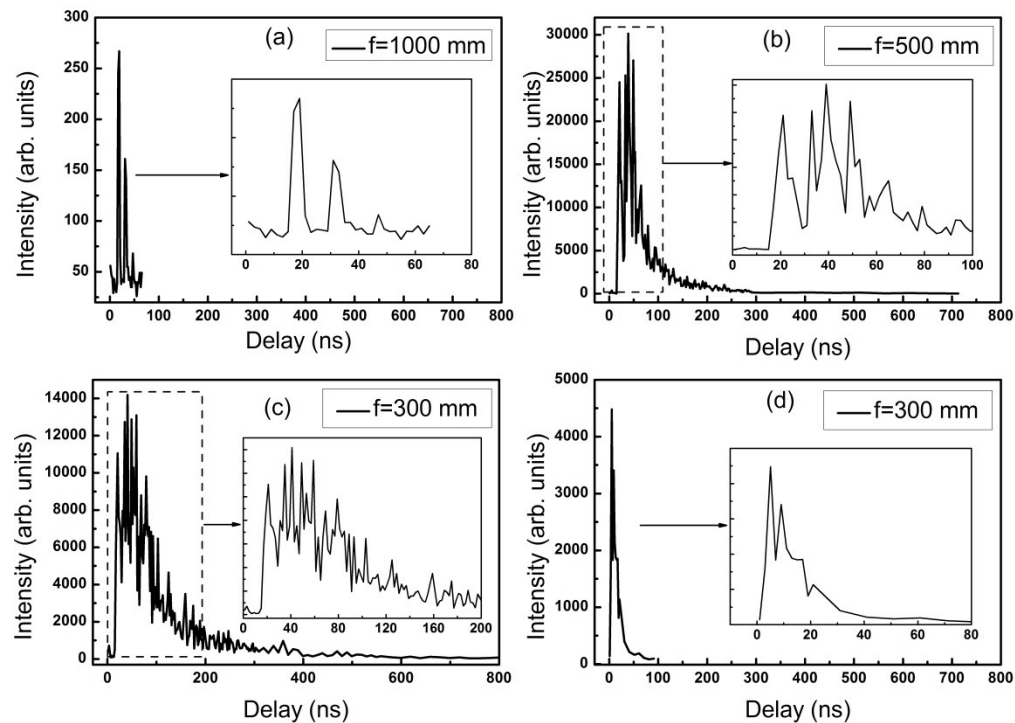 (a)
f=1000 mm
300
250
200
150
100
50
Intensity (arb. units)
0 20 40 60 80
0 100 200 300 400 500 600 700 800
Delay (ns)
(b)
f=500 mm
30000
25000
20000
15000
10000
5000
0
Intensity (arb. units)
0 20 40 60 80 100
0 100 200 300 400 500 600 700 800
Delay (ns)
(c)
f=300 mm
14000
12000
10000
8000
6000
4000
2000
0
Intensity (arb. units)
0 40 80 120 160 200
0 200 400 600 800
Delay (ns)
(d)
f=300 mm
5000
4000
3000
2000
1000
0
Intensity (arb. units)
0 20 40 60 80
0 100 200 300 400 500 600 700 800
Delay (ns)